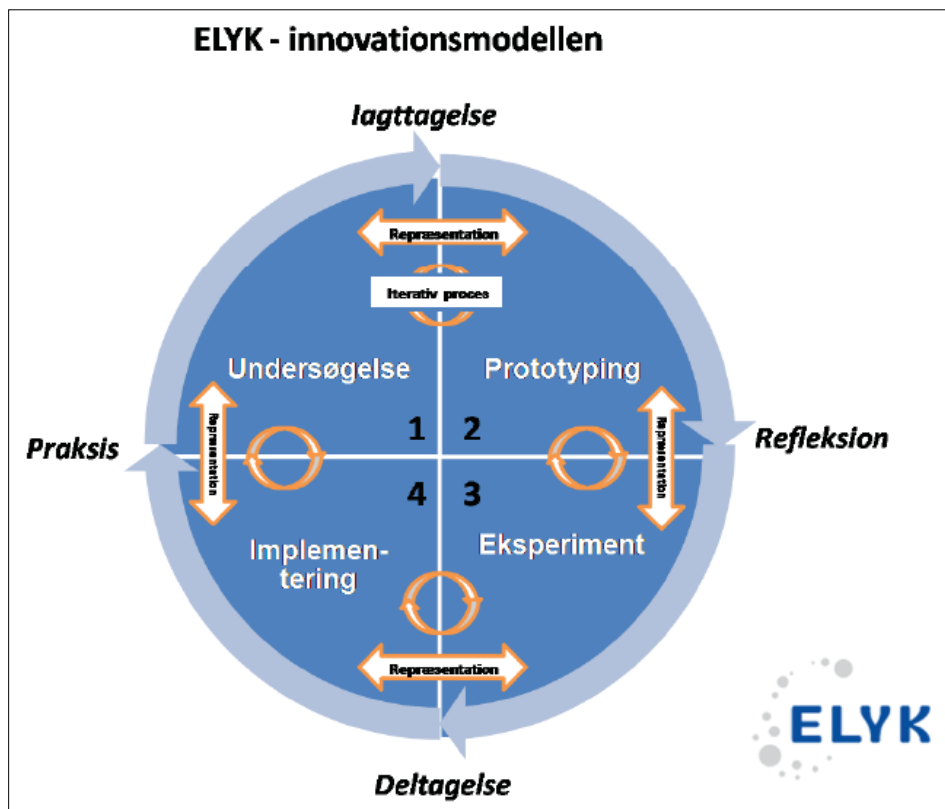 ELYK - innovationsmodellen
Iagttagelse
Repræsentation
Iterativ proces
Undersøgelse
Prototyping
Repræsentation
Repræsentation
Praksis
1
2
Refleksion
4
3
Implemen-
tering
Eksperiment
Repræsentation
Deltagelse
ELYK